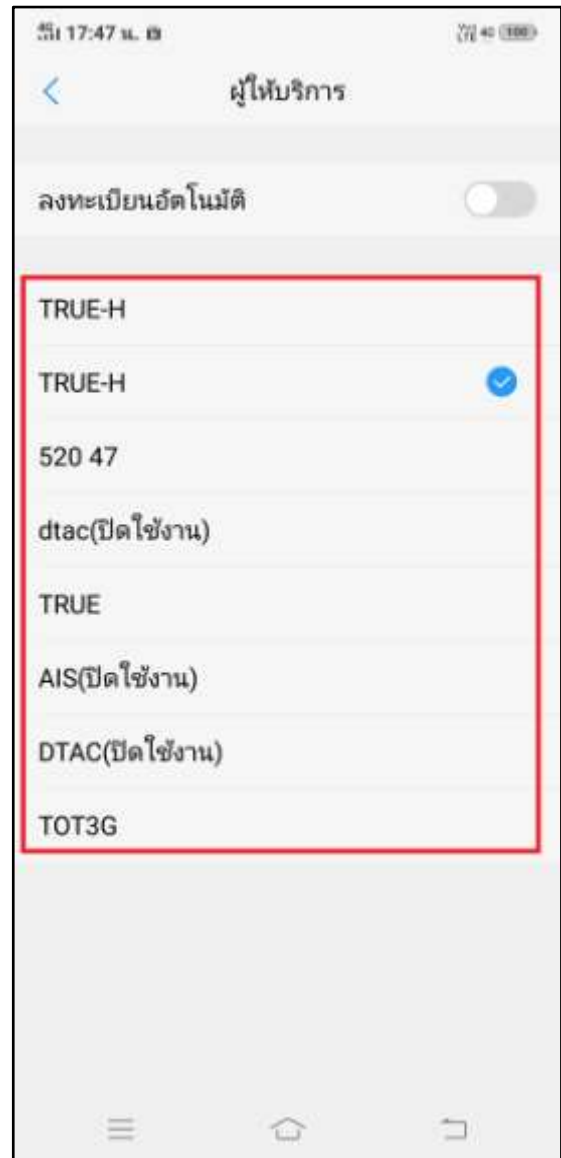 17:47 น.
100
ผู้ให้บริการ
ลงทะเบียนอัตโนมัติ
TRUE-H
TRUE-H
520 47
dtac(ปิดใช้งาน)
TRUE
AIS(ปิดใช้งาน)
DTAC(ปิดใช้งาน)
TOT3G